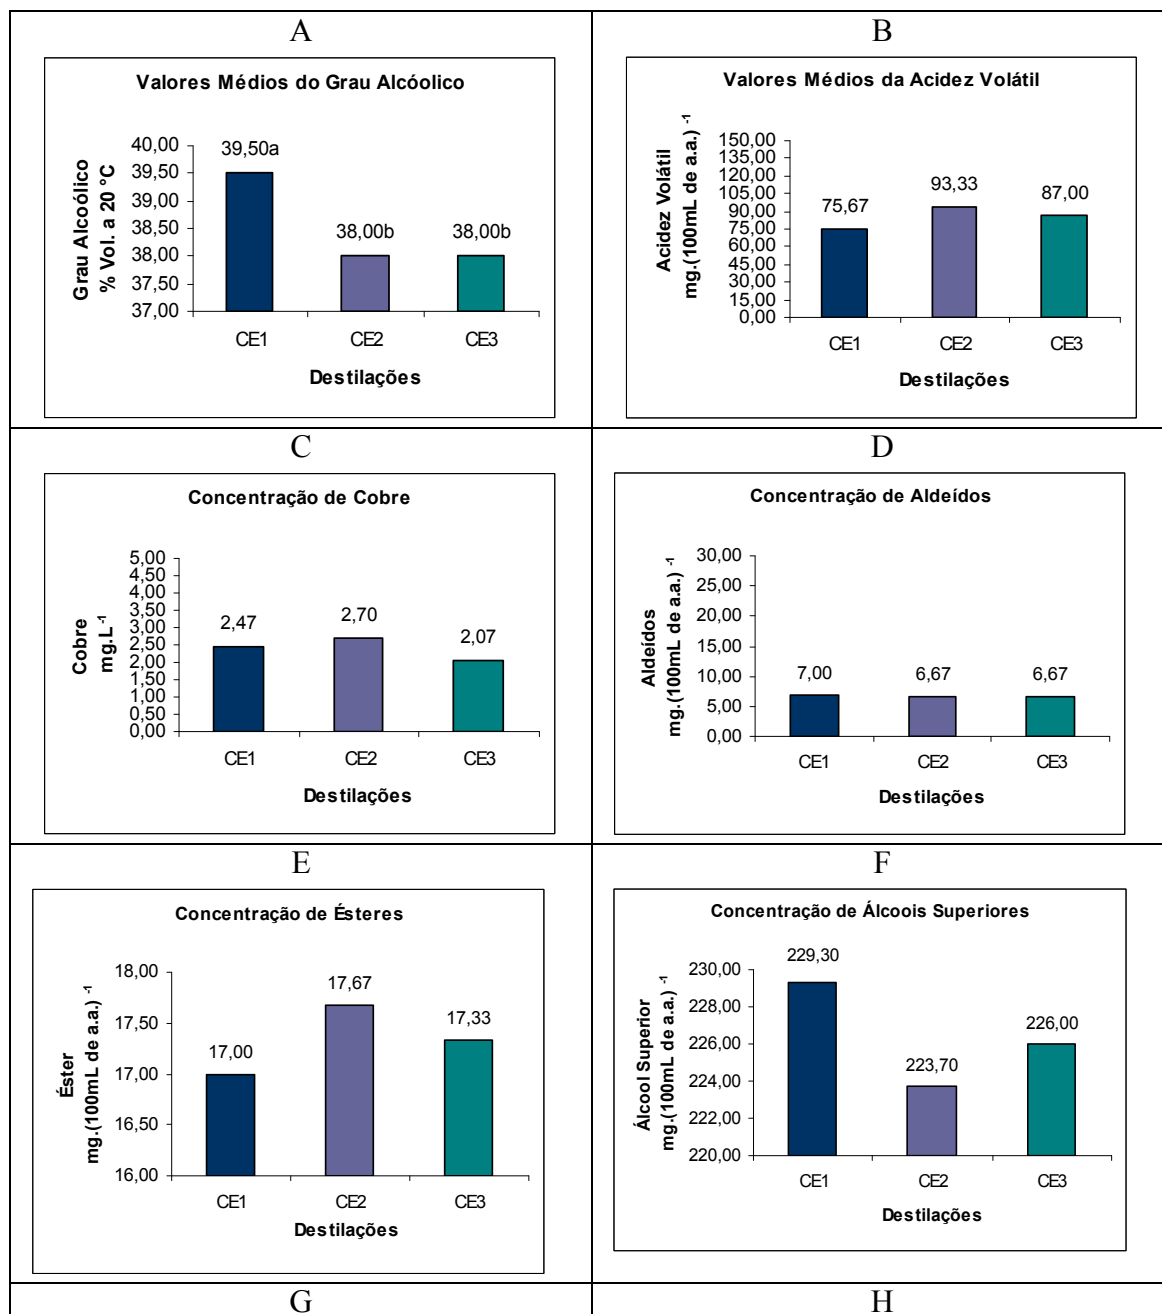 A
Valores Médios do Grau Alcóolico
Grau Alcoólico
% Vol. a 20 °C
40,00
39,50
39,00
38,50
38,00
37,50
37,00
39,50a
38,00b
38,00b
CE1
CE2
CE3
Destilações
B
Valores Médios da Acidez Volátil
Acidez Volátil
mg.(100mL de a.a.) -1
150,00
135,00
120,00
105,00
90,00
75,00
60,00
45,00
30,00
15,00
0,00
75,67
93,33
87,00
CE1
CE2
CE3
Destilações
C
Concentração de Cobre
Cobre
mg.L-1
5,00
4,50
4,00
3,50
3,00
2,50
2,00
1,50
1,00
0,50
0,00
2,47
2,70
2,07
CE1
CE2
CE3
Destilações
D
Concentração de Aldeídos
Aldeídos
mg.(100mL de a.a.) -1
30,00
25,00
20,00
15,00
10,00
5,00
0,00
7,00
6,67
6,67
CE1
CE2
CE3
Destilações
E
Concentração de Ésteres
Éster
mg.(100mL de a.a.) -1
18,00
17,50
17,00
16,50
16,00
17,00
17,67
17,33
CE1
CE2
CE3
Destilações
F
Concentração de Álcoois Superiores
Álcool Superior
mg.(100mL de a.a.) -1
230,00
228,00
226,00
224,00
222,00
220,00
229,30
223,70
226,00
CE1
CE2
CE3
Destilações
G
H